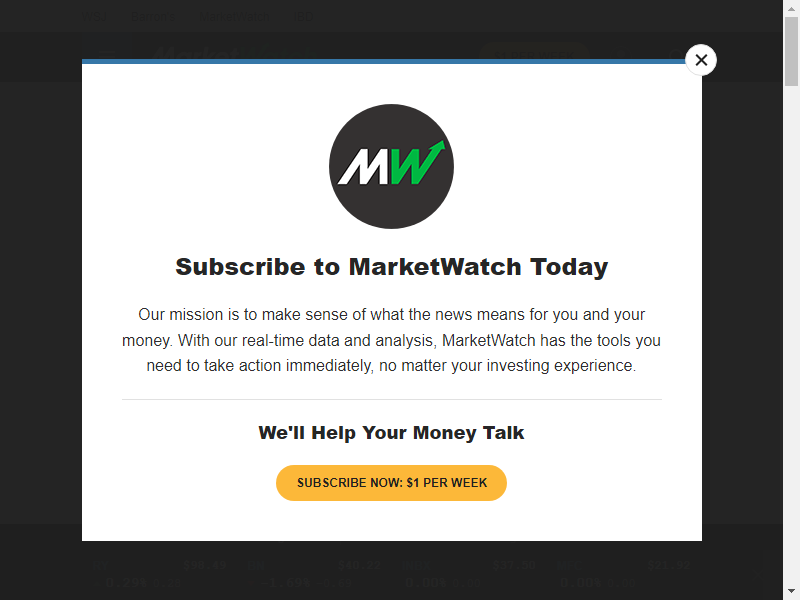 MW
Subscribe to MarketWatch Today
Our mission is to make sense of what the news means for you and your
money. With our real-time data and analysis, MarketWatch has the tools you
need to take action immediately, no matter your investing experience.
We'll Help Your Money Talk
SUBSCRIBE NOW: $1 PER WEEK